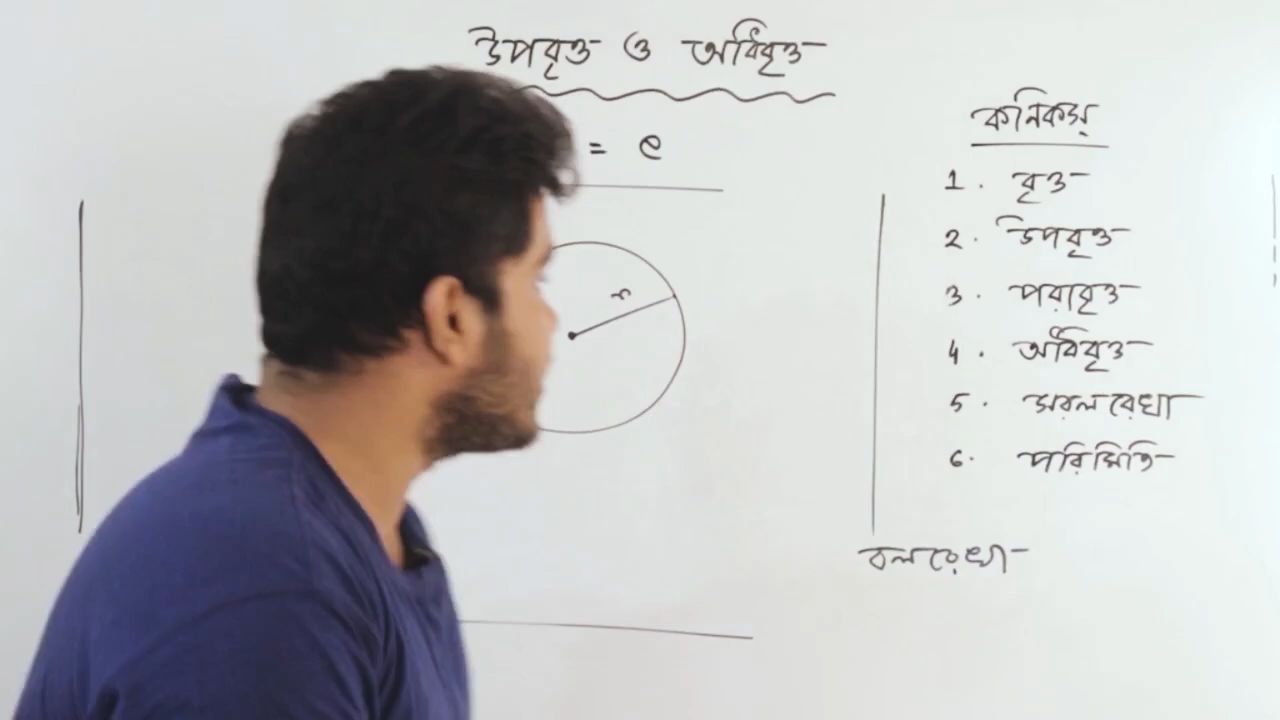 উপবৃত্ত ও অধিবৃত্ত
= e
r
কনিকস্
1. বৃত্ত
2. উপবৃত্ত
3. পরাবৃত্ত
4. অধিবৃত্ত
5. সরলরেখা
6. পরিমিতি
বলরেখা